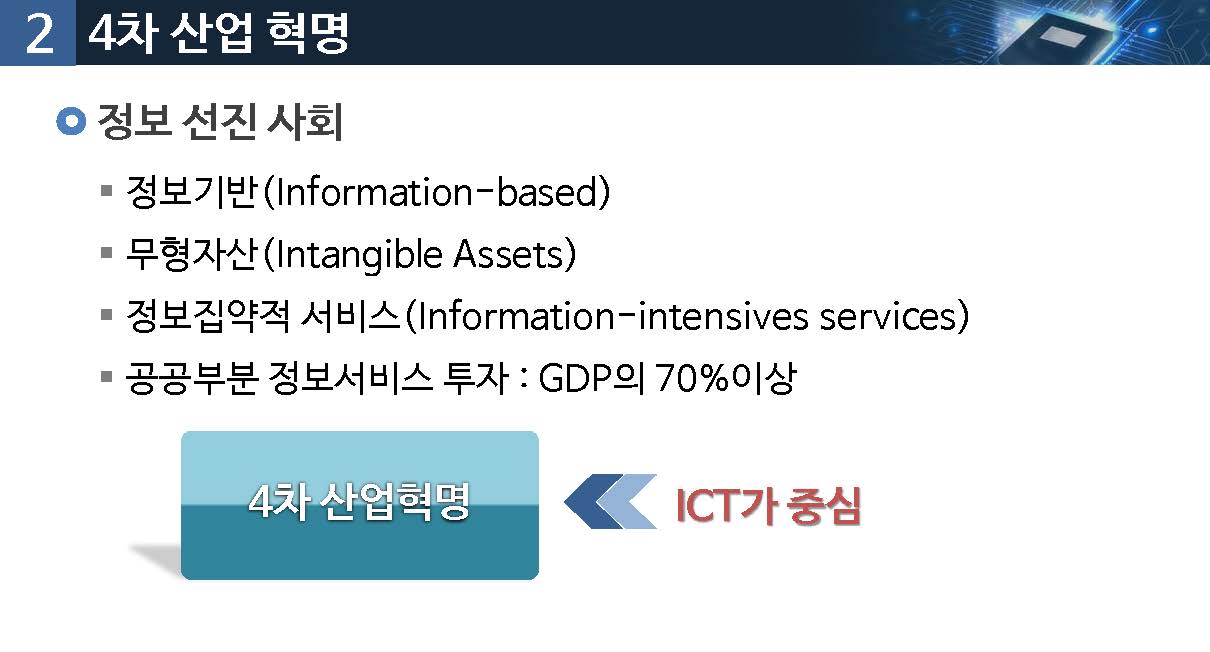 2 4차 산업 혁명
정보 선진 사회
정보기반(Information-based)
무형자산(Intangible Assets)
정보집약적 서비스(Information-intensives services)
공공부분 정보서비스 투자 : GDP의 70%이상
4차 산업혁명
ICT가 중심